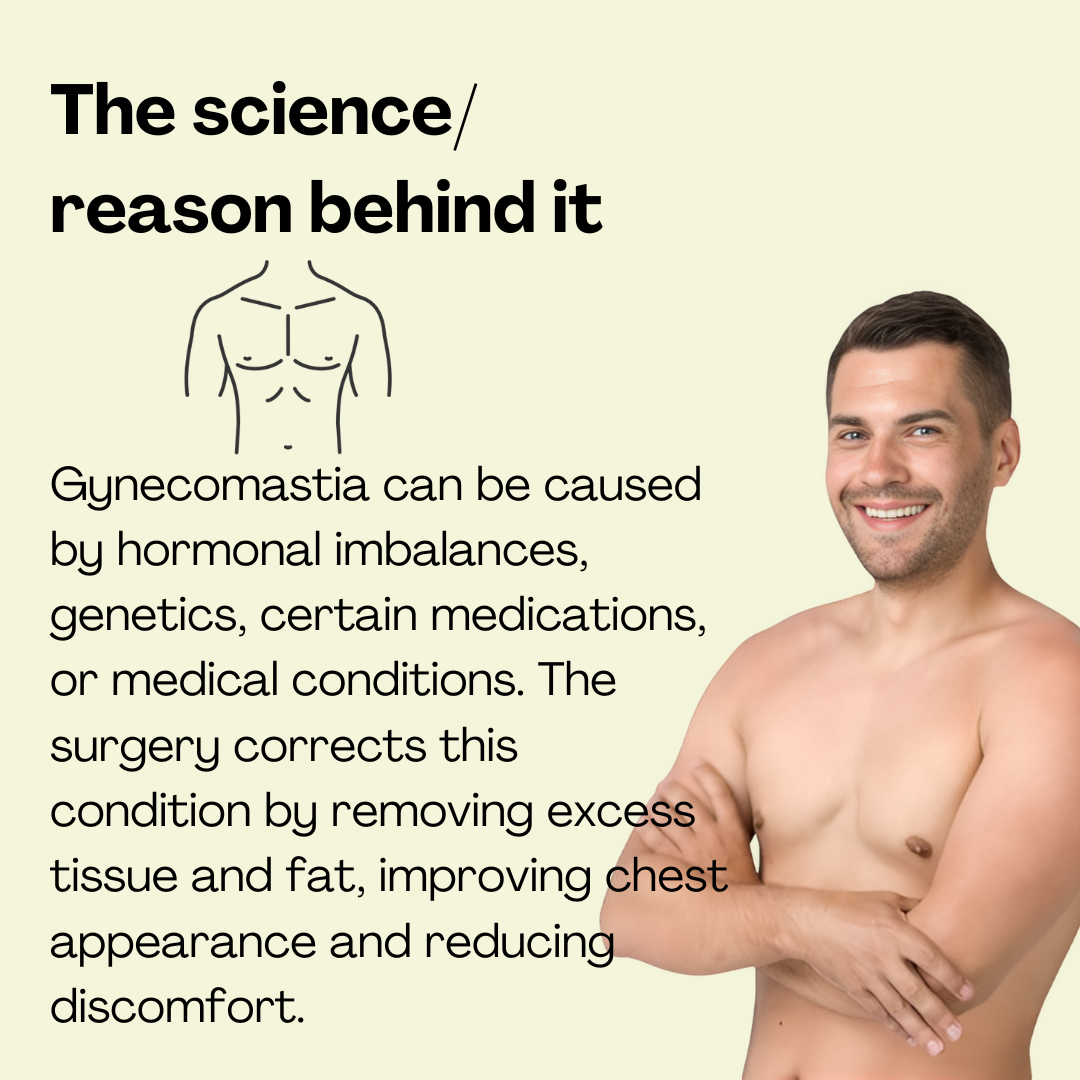 The science/
reason behind it
Gynecomastia can be caused
by hormonal imbalances,
genetics, certain medications,
or medical conditions. The
surgery corrects this
condition by removing excess
tissue and fat, improving chest
appearance and reducing
discomfort.